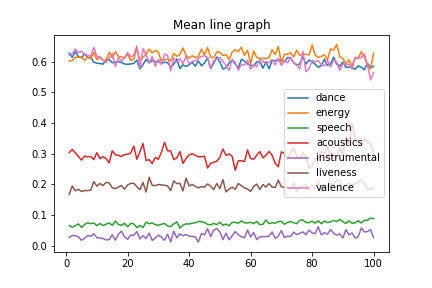 Mean line graph
0.6
0.5
0.4
0.3
0.2
0.1
0.0
dance
energy
speech
acoustics
instrumental
liveness
valence
0 20 40 60 80 100